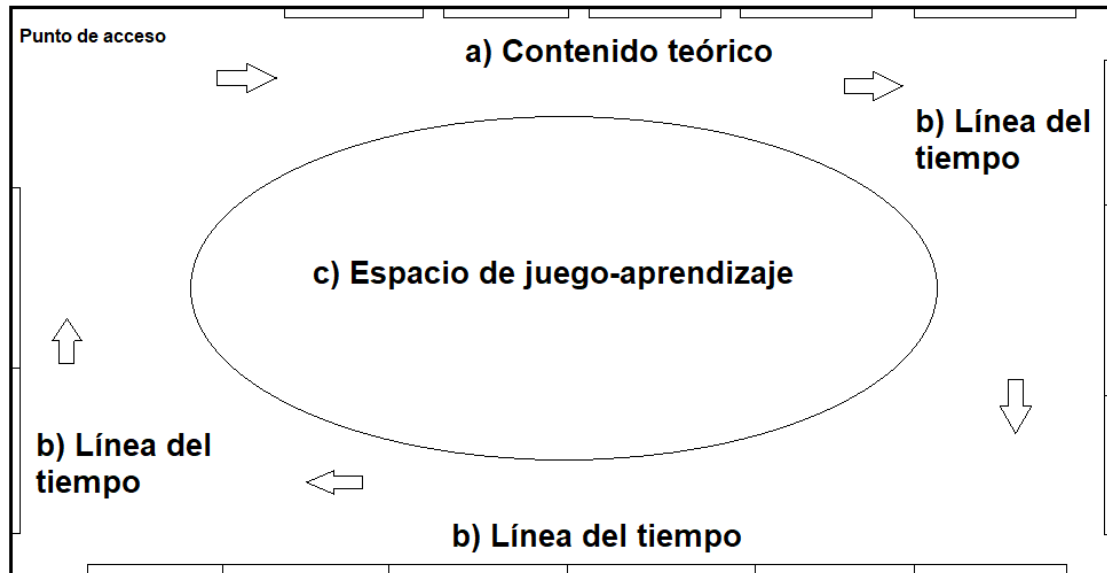 Punto de acceso
a) Contenido teórico
b) Línea del
tiempo
c) Espacio de juego-aprendizaje
b) Línea del
tiempo
b) Línea del tiempo